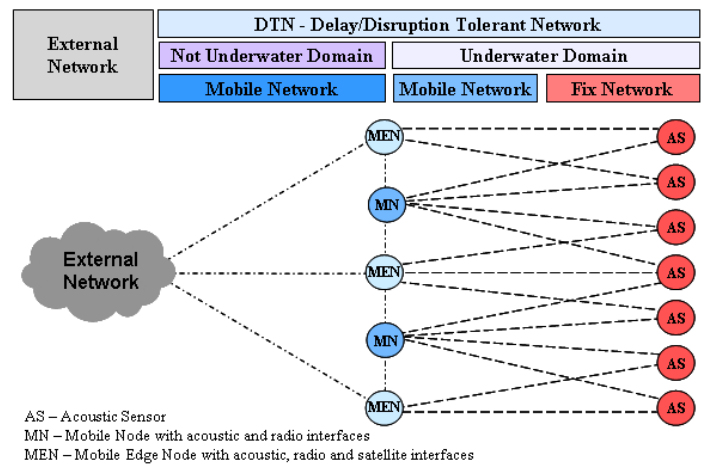 External
Network
DTN - Delay/Disruption Tolerant Network
Not Underwater Domain
Underwater Domain
Mobile Network
Mobile Network
Fix Network
MEN
AS
AS
MN
AS
External
Network
MEN
AS
AS
MN
AS
MEN
AS
AS – Acoustic Sensor
MN – Mobile Node with acoustic and radio interfaces
MEN – Mobile Edge Node with acoustic, radio and satellite interfaces